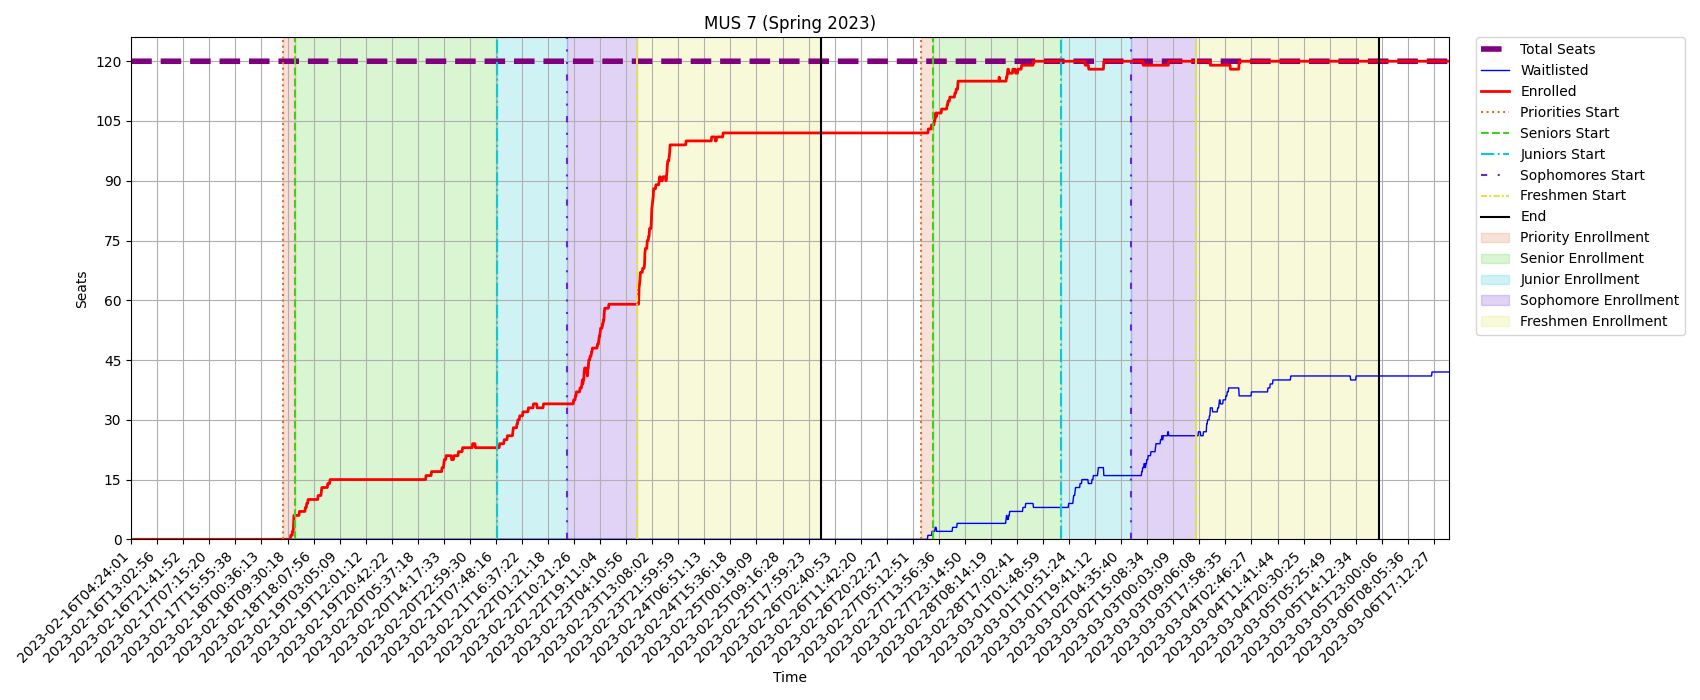 MUS 7 (Spring 2023)
Seats
120
105
90
75
60
45
30
15
0
2023-02-16T04:24:01
2023-02-16T13:02:56
2023-02-16T21:41:52
2023-02-17T07:15:20
2023-02-17T15:55:38
2023-02-18T00:36:13
2023-02-18T09:30:18
2023-02-18T18:07:56
2023-02-19T03:05:09
2023-02-19T12:01:12
2023-02-19T20:42:22
2023-02-20T05:37:18
2023-02-20T14:17:33
2023-02-20T22:59:30
2023-02-21T07:48:16
2023-02-21T16:37:22
2023-02-22T01:21:18
2023-02-22T10:21:26
2023-02-22T19:11:04
2023-02-23T04:10:56
2023-02-23T13:08:02
2023-02-23T21:59:59
2023-02-24T06:51:13
2023-02-24T15:36:18
2023-02-25T00:19:09
2023-02-25T09:16:28
2023-02-25T17:59:23
2023-02-26T02:40:53
2023-02-26T11:42:20
2023-02-26T20:22:27
2023-02-27T05:12:51
2023-02-27T13:56:36
2023-02-27T23:14:50
2023-02-28T08:14:19
2023-02-28T17:02:41
2023-03-01T01:48:59
2023-03-01T10:51:24
2023-03-01T19:41:12
2023-03-02T04:35:40
2023-03-02T15:08:34
2023-03-03T00:03:09
2023-03-03T09:06:08
2023-03-03T17:58:35
2023-03-04T02:46:27
2023-03-04T11:41:44
2023-03-04T20:30:25
2023-03-05T05:25:49
2023-03-05T14:12:34
2023-03-05T23:00:06
2023-03-06T08:05:36
2023-03-06T17:12:27
Time
Total Seats
Waitlisted
Enrolled
Priorities Start
Seniors Start
Juniors Start
Sophomores Start
Freshmen Start
End
Priority Enrollment
Senior Enrollment
Junior Enrollment
Sophomore Enrollment
Freshmen Enrollment